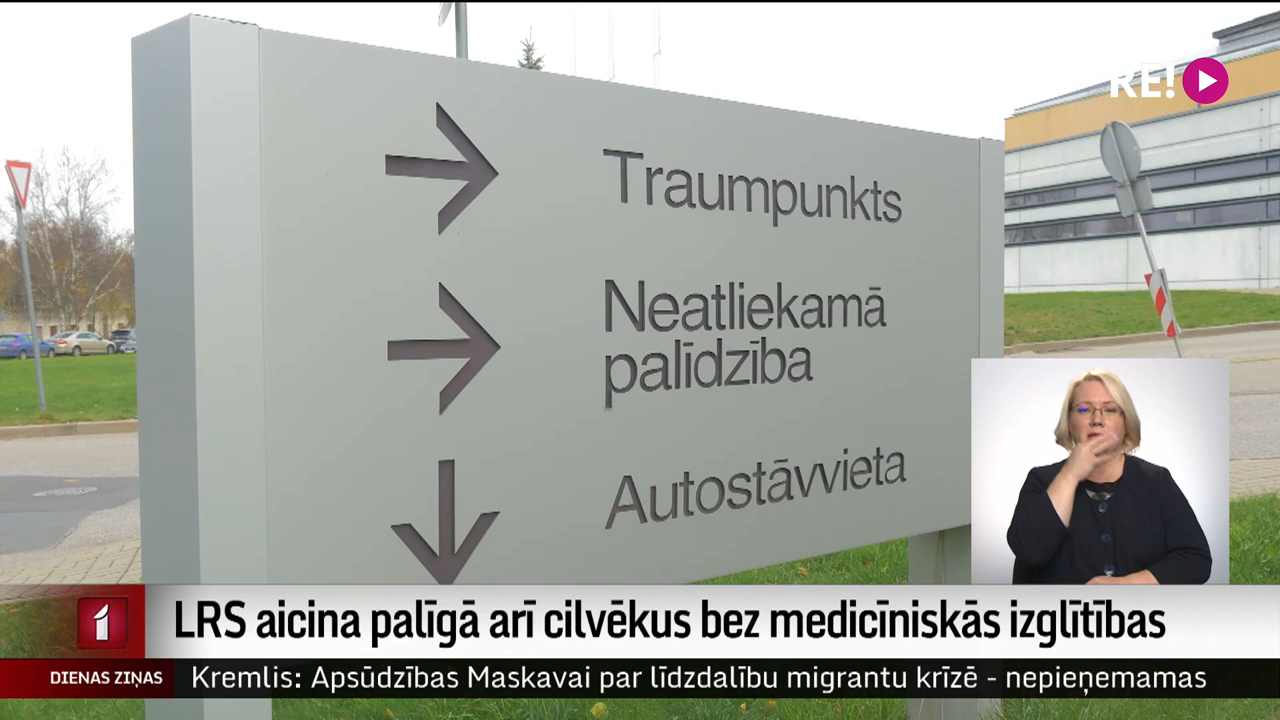 RE!
Traumpunkts
Neatliekamā
palīdzība
Autostāvvieta
1
LRS aicina palīgā arī cilvēkus bez medicīniskās izglītības
DIENAS ZIŅAS
Kremlis: Apsūdzības Maskavai par līdzdalību migrantu krīzē - nepieņemamas